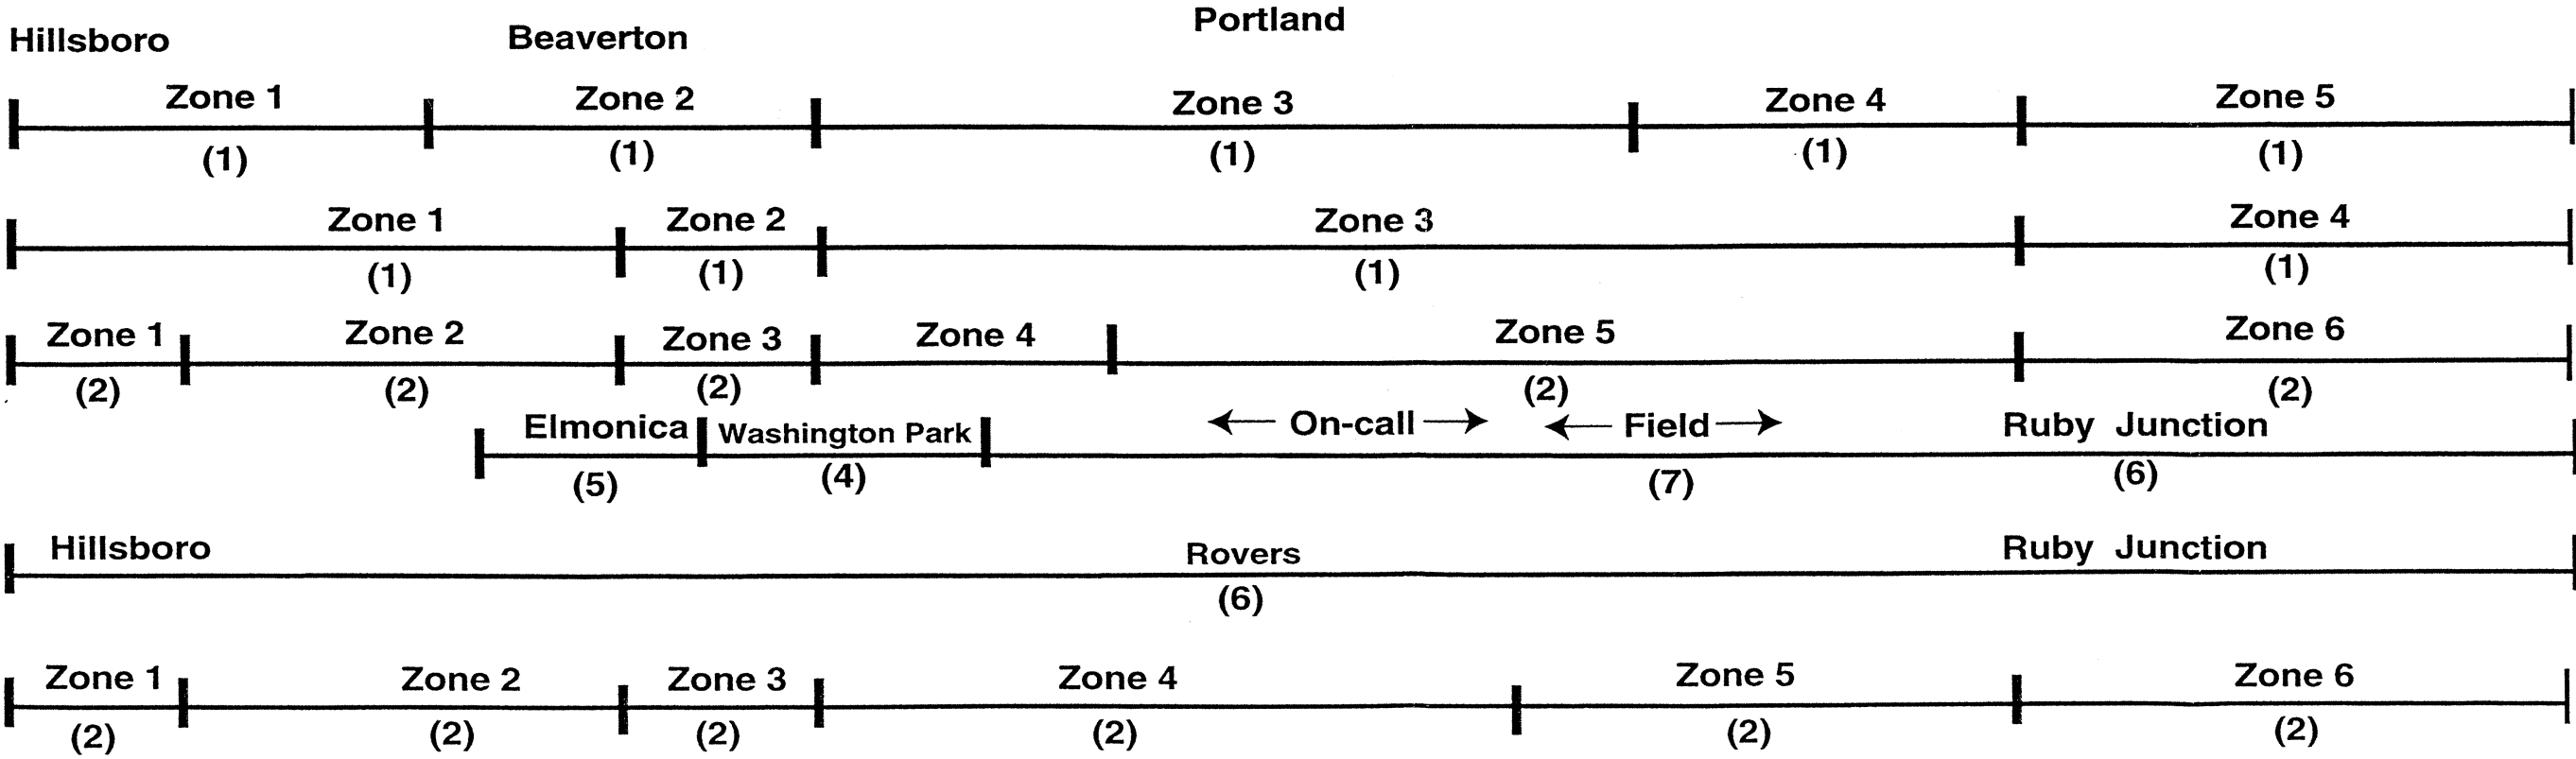 Portland
Hillsboro Beaverton
Zone 1 Zone 2 Zone 3 Zone 4 Zone 5
(1) (1) (1) (1) (1)
Zone 1 Zone 2 Zone 3 Zone 4
(1) (1) (1) (1)
Zone 1 Zone 2 Zone 3 Zone 4 Zone 5 Zone 6
(2) (2) (2) (2) (2)
Elmonica Washington Park On-call Field Ruby Junction
(5) (4) (7) (6)
Hillsboro Rovers Ruby Junction
(6)
Zone 1 Zone 2 Zone 3 Zone 4 Zone 5 Zone 6
(2) (2) (2) (2) (2) (2)